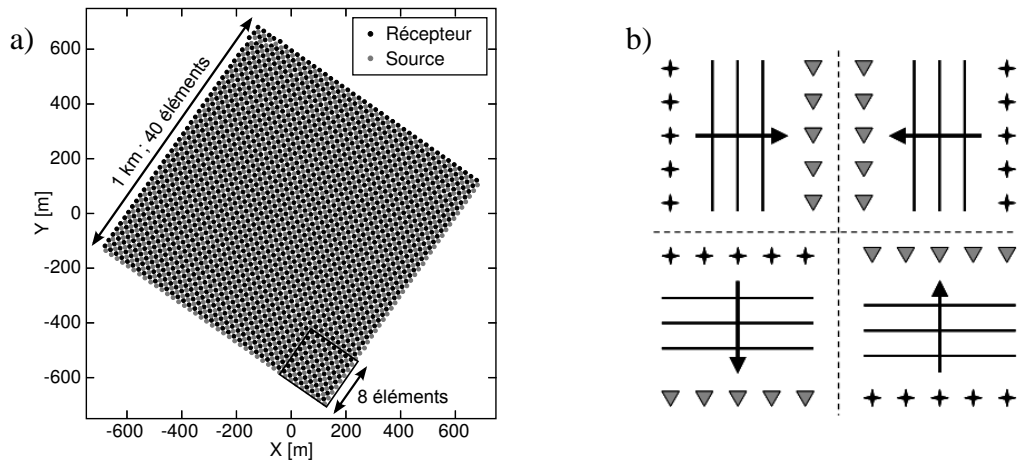 a)
600
400
200
0
-200
-400
-600
Y [m]
-600 -400 -200 0 200 400 600
X [m]
Récepteur
Source
1 km ; 40 éléments
8 éléments
b)